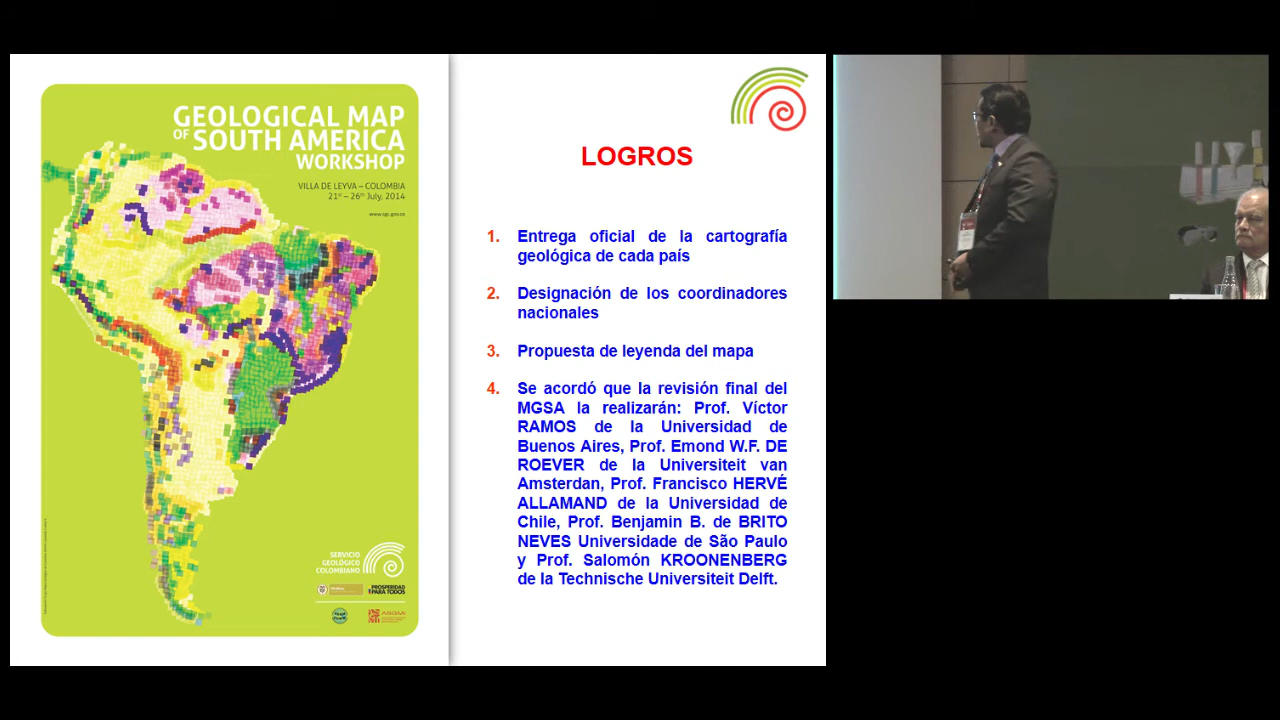 GEOLOGICAL MAP
OF SOUTH AMERICA
WORKSHOP
VILLA DE LEYVA – COLOMBIA
21st – 26th July, 2014
www.sgc.gov.co
SERVICIO
GEOLÓGICO
COLOMBIANO
PROSPERIDAD
PARA TODOS
ASGMI
LOGROS
1. Entrega oficial de la cartografía
geológica de cada país
2. Designación de los coordinadores
nacionales
3. Propuesta de leyenda del mapa
4. Se acordó que la revisión final del
MGSA la realizarán: Prof. Víctor
RAMOS de la Universidad de
Buenos Aires, Prof. Emond W.F. DE
ROEVER de la Universiteit van
Amsterdan, Prof. Francisco HERVÉ
ALLAMAND de la Universidad de
Chile, Prof. Benjamin B. de BRITO
NEVES Universidade de São Paulo
y Prof. Salomón KROONENBERG
de la Technische Universiteit Delft.